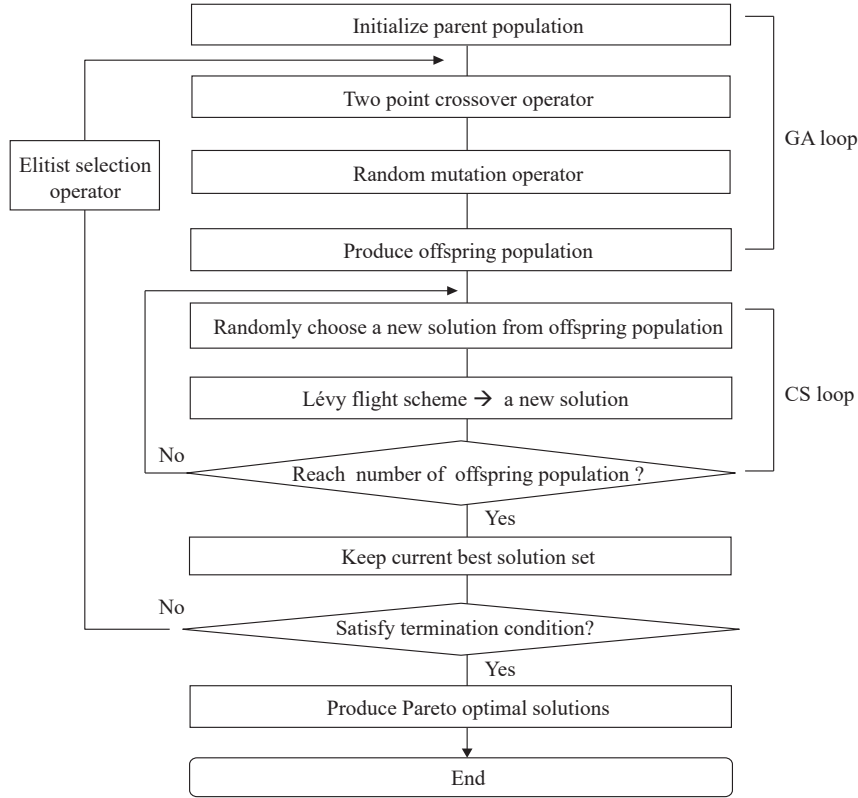 Initialize parent population
Two point crossover operator
GA loop
Elitist selection
operator
Random mutation operator
Produce offspring population
Randomly choose a new solution from offspring population
Lévy flight scheme → a new solution
CS loop
No
Reach number of offspring population ?
Yes
Keep current best solution set
No
Satisfy termination condition?
Yes
Produce Pareto optimal solutions
End